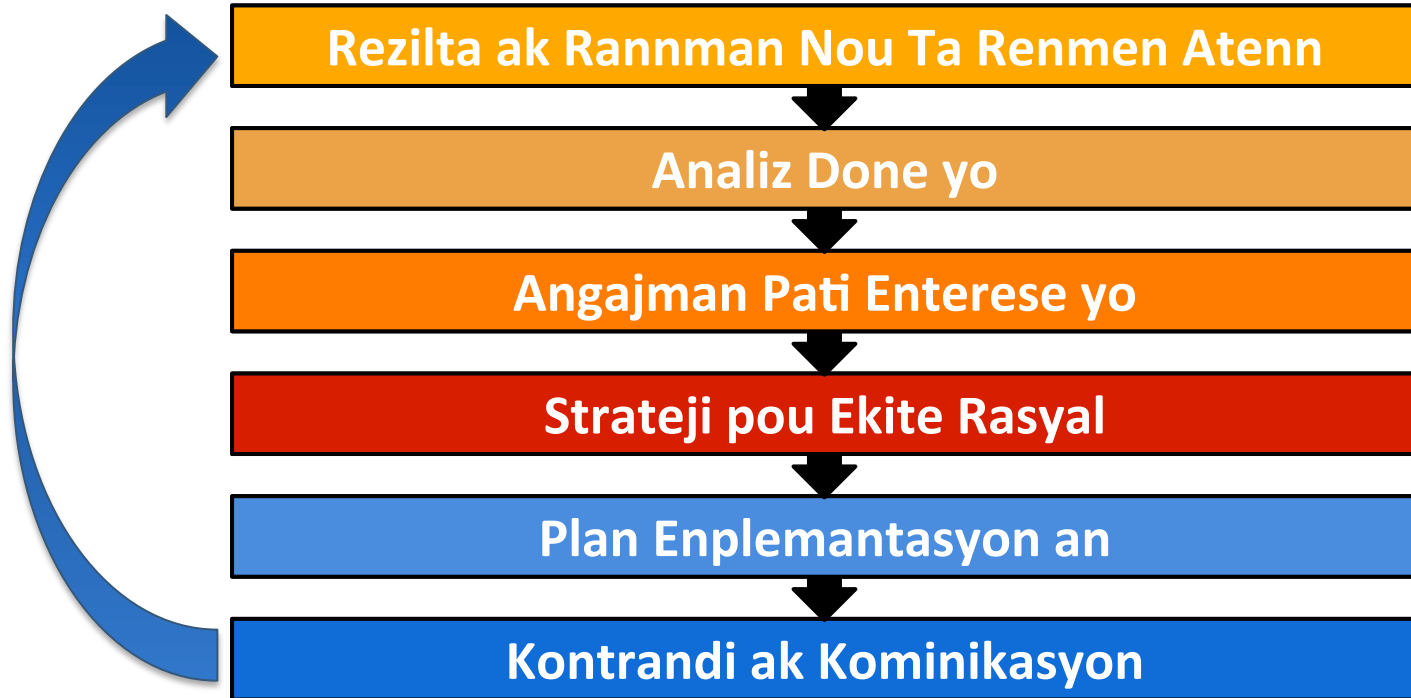 Rezilta ak Rannman Nou Ta Renmen Atenn
Analiz Done yo
Angajman Pati Enterese yo
Strateji pou Ekite Rasyal
Plan Enplemantasyon an
Kontrandi ak Kominikasyon